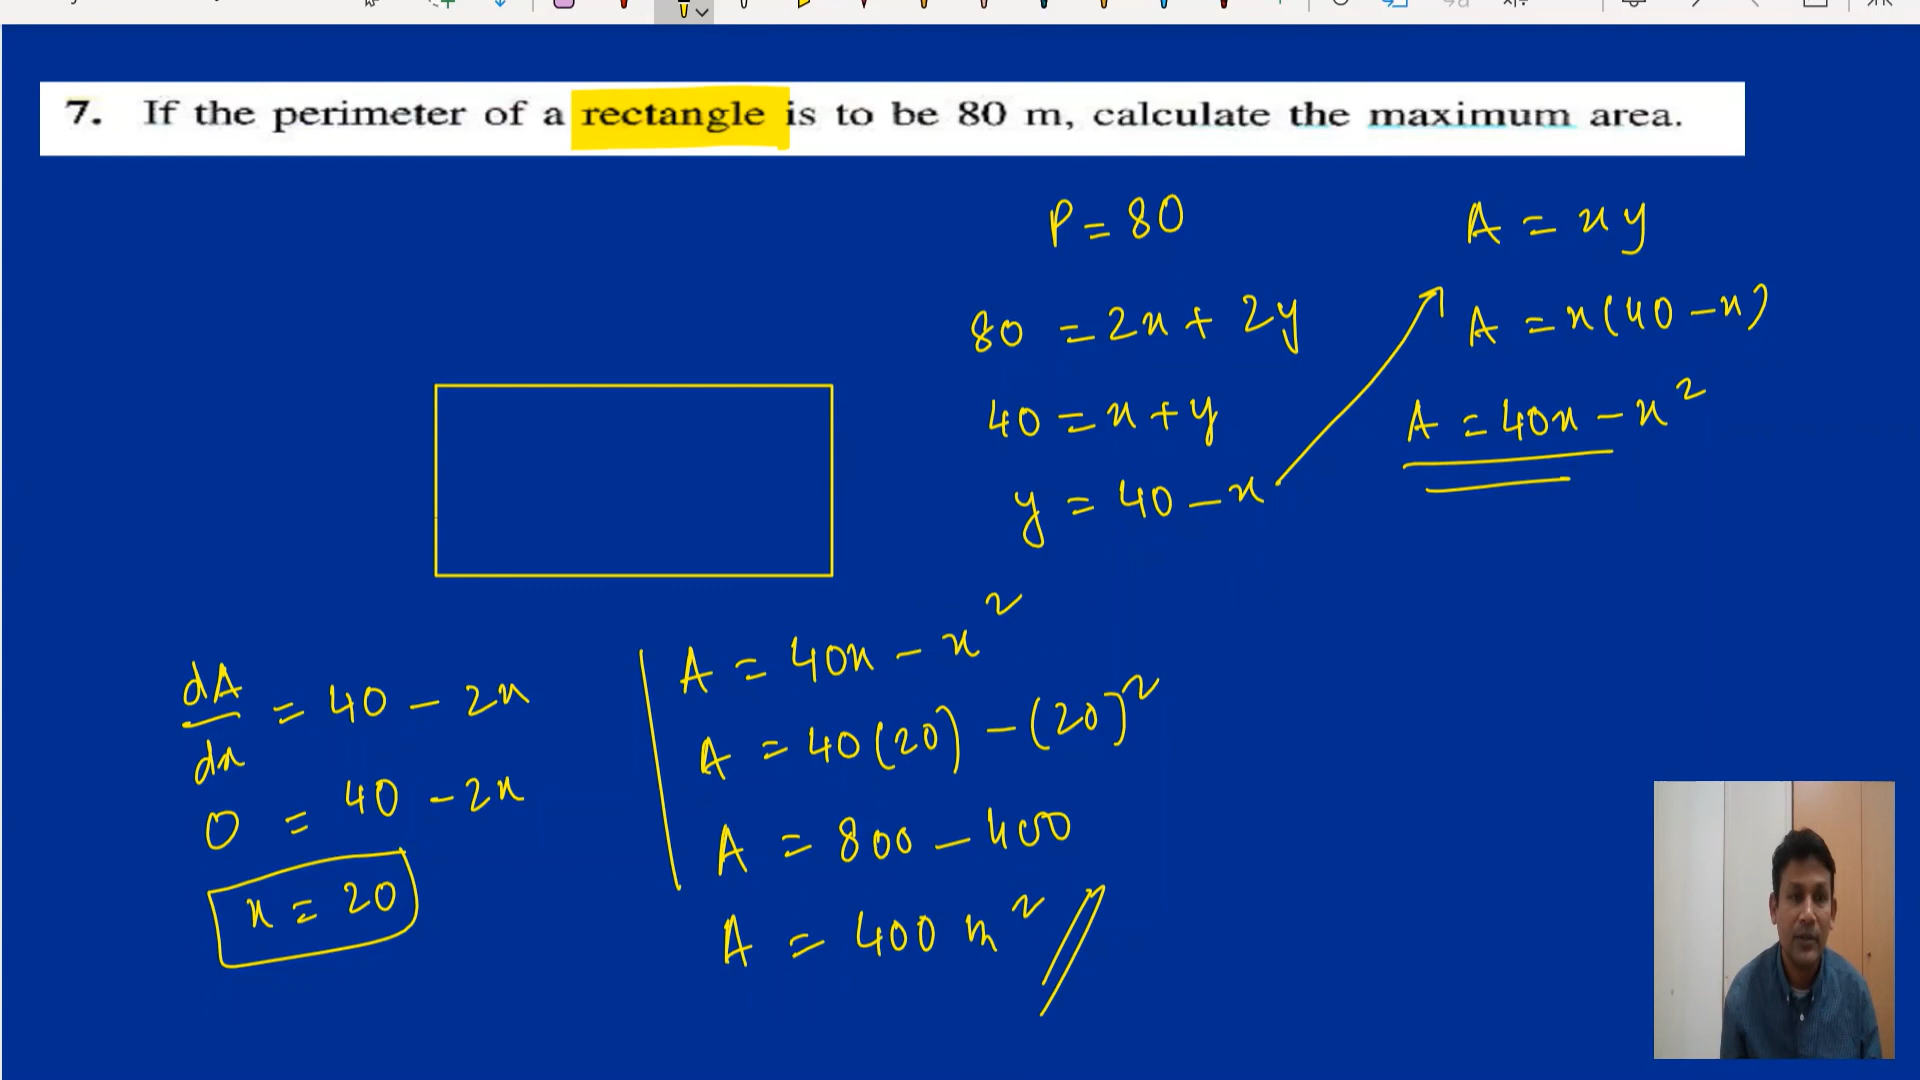 7. If the perimeter of a rectangle is to be 80 m, calculate the maximum area.
P = 80
80 = 2x + 2y
40 = x + y
y = 40 - x
A = xy
A = x(40 - x)
A = 40x - x²
dA/dx = 40 - 2x
0 = 40 - 2x
x = 20
A = 40x - x²
A = 40(20) - (20)²
A = 800 - 400
A = 400 m²